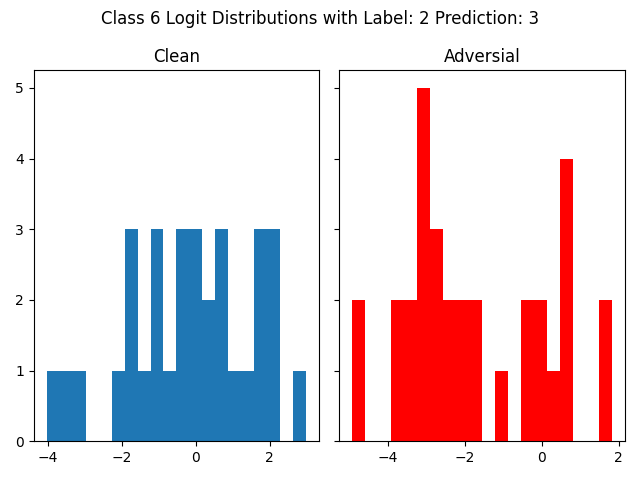 Class 6 Logit Distributions with Label: 2 Prediction: 3
Clean
Adversial
5
4
3
2
1
0
−4 −2 0 2
−4 −2 0 2